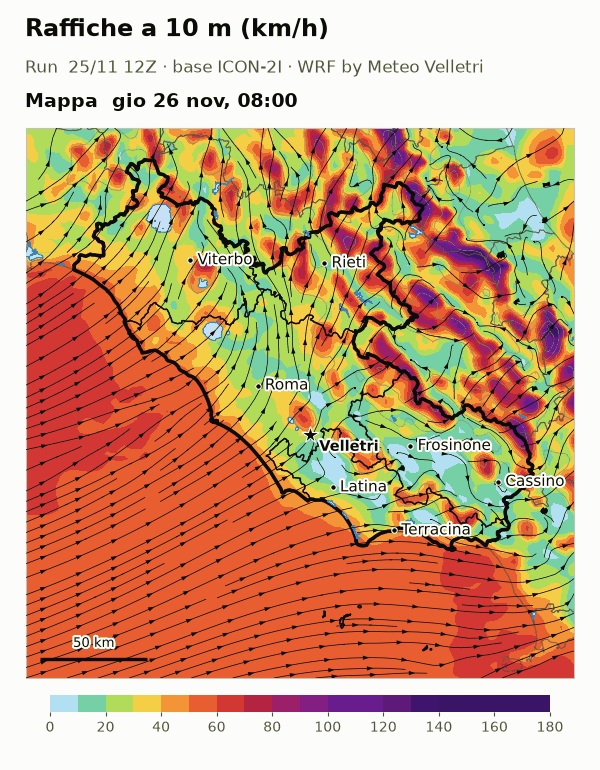 Raffiche a 10 m (km/h)
Run  25/11 12Z · base ICON-2I · WRF by Meteo Velletri
Mappa  gio 26 nov, 08:00
Viterbo
Rieti
Roma
Velletri
Frosinone
Latina
Cassino
Terracina
50 km
0 20 40 60 80 100 120 140 160 180